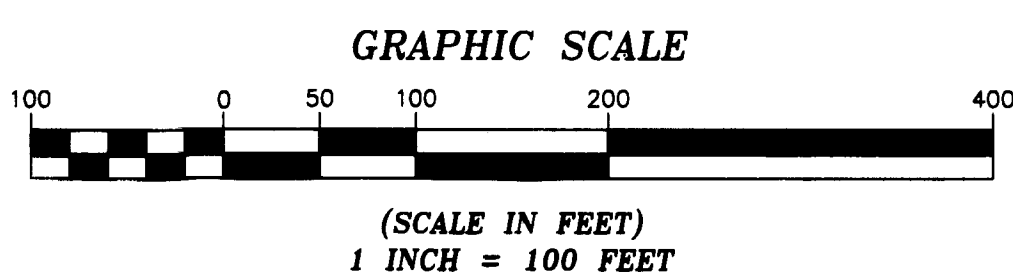 GRAPHIC SCALE
100 0 50 100 200 400
(SCALE IN FEET)
1 INCH = 100 FEET